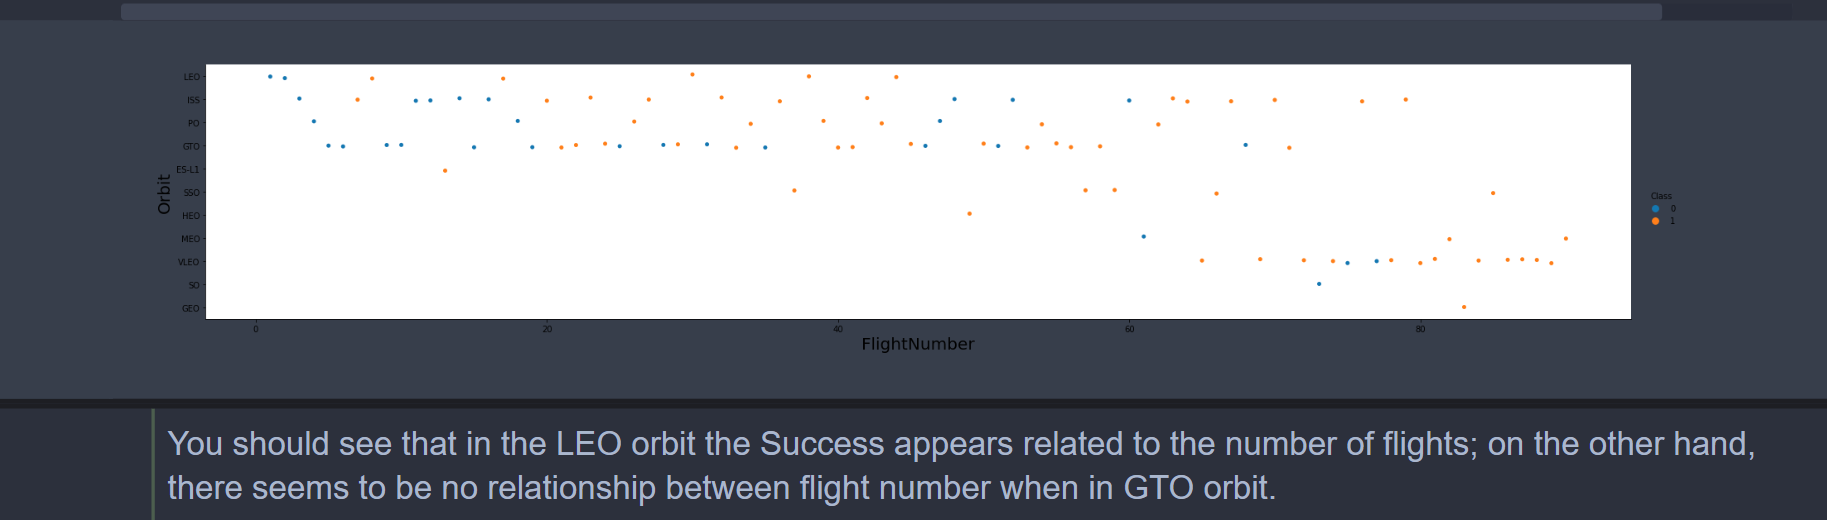 LEO
ISS
PO
GTO
ES-L1
SSO
HEO
MEO
VLEO
SO
GEO
Orbit
0 20 40 60 80
FlightNumber
Class
0
1
You should see that in the LEO orbit the Success appears related to the number of flights; on the other hand,
there seems to be no relationship between flight number when in GTO orbit.